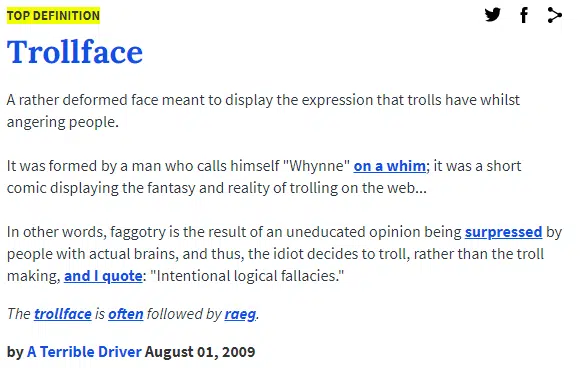 TOP DEFINITION
Trollface
A rather deformed face meant to display the expression that trolls have whilst
angering people.
It was formed by a man who calls himself "Whynne" on a whim; it was a short
comic displaying the fantasy and reality of trolling on the web...
In other words, faggotry is the result of an uneducated opinion being surpressed by
people with actual brains, and thus, the idiot decides to troll, rather than the troll
making, and I quote: "Intentional logical fallacies."
The trollface is often followed by raeg.
by A Terrible Driver August 01, 2009